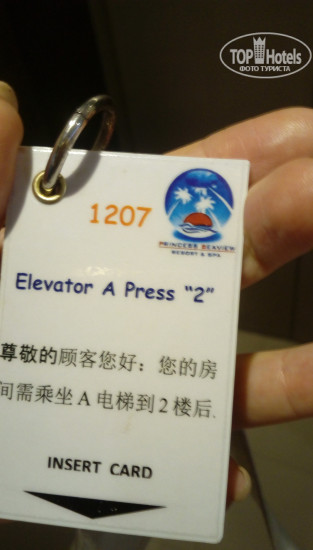 TOP Hotels
ФОТО ТУРИСТА
1207
PRINCESS SEAVIEW
RESORT & SPA
Elevator A Press “2”
尊敬的顾客您好：您的房
间需乘坐A电梯到2楼后.
INSERT CARD